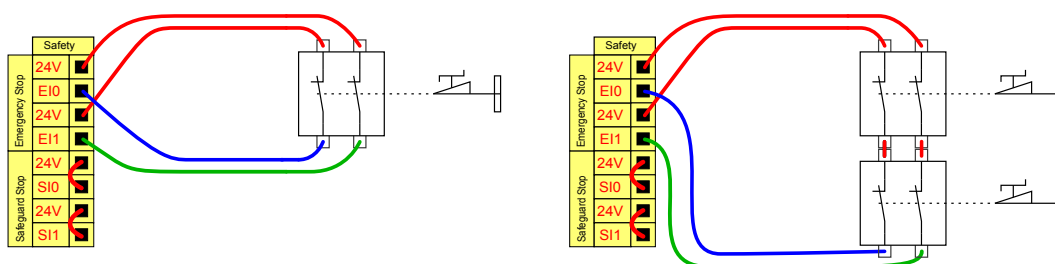 Safety
Emergency Stop
24V
EI0
24V
EI1
Safeguard Stop
24V
SI0
24V
SI1
Safety
Emergency Stop
24V
EI0
24V
EI1
Safeguard Stop
24V
SI0
24V
SI1